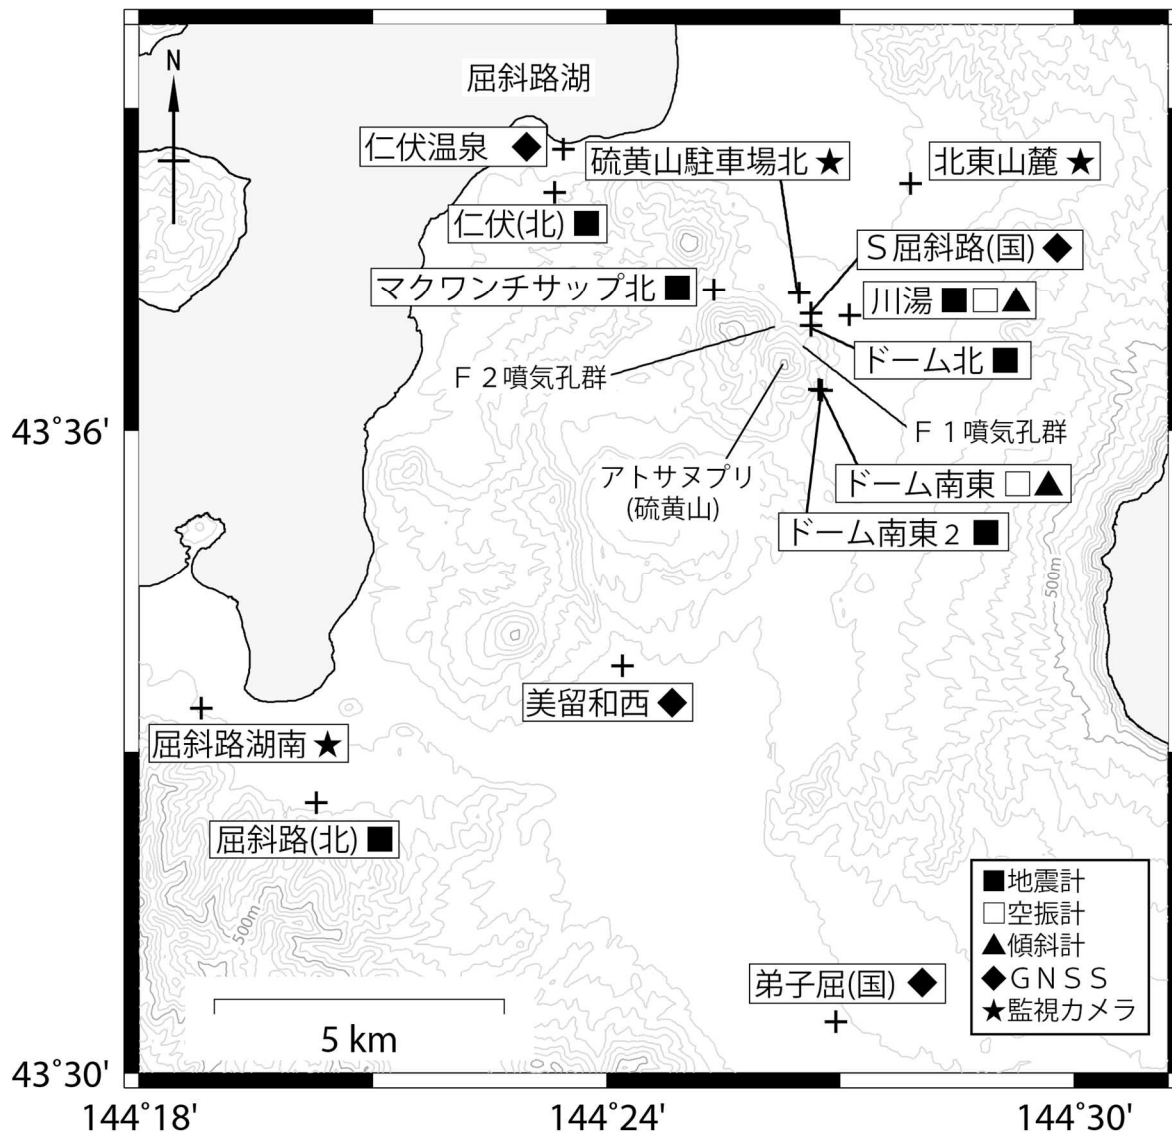 屈斜路湖
N
仁伏温泉 ◆
硫黄山駐車場北 ★
北東山麓 ★
仁伏(北) ■
S屈斜路(国) ◆
マクワンチサップ北 ■
川湯 ■□▲
ドーム北 ■
F2噴気孔群
F1噴気孔群
43°36'
アトサヌプリ
(硫黄山)
ドーム南東 □▲
ドーム南東2 ■
500m
美留和西 ◆
屈斜路湖南 ★
屈斜路(北) ■
500m
■地震計
□空振計
▲傾斜計
◆GNSS
★監視カメラ
弟子屈(国) ◆
5 km
43°30'
144°18'
144°24'
144°30'